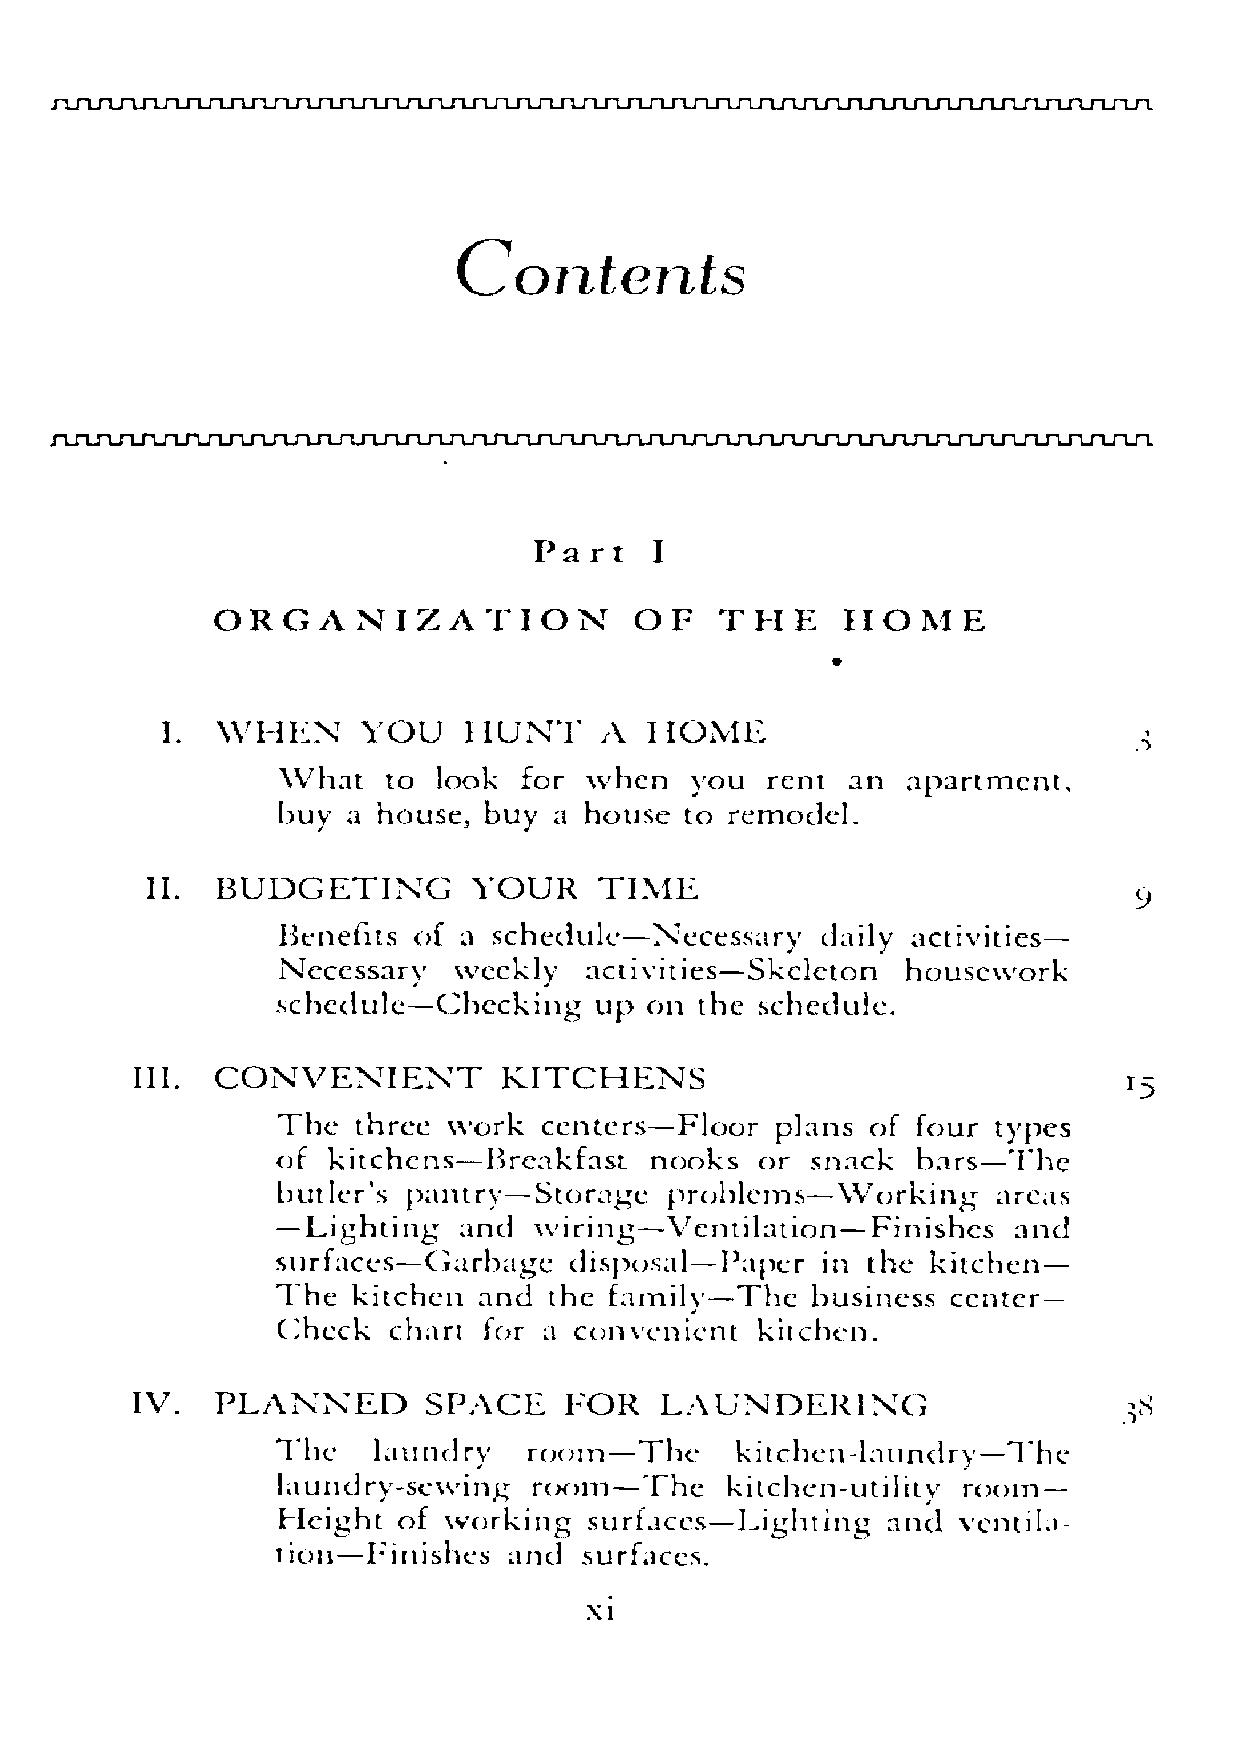 Contents
Part I
ORGANIZATION OF THE HOME
I. WHEN YOU HUNT A HOME 3
What to look for when you rent an apartment,
buy a house, buy a house to remodel.
II. BUDGETING YOUR TIME 9
Benefits of a schedule—Necessary daily activities—
Necessary weekly activities—Skeleton housework
schedule—Checking up on the schedule.
III. CONVENIENT KITCHENS 15
The three work centers—Floor plans of four types
of kitchens—Breakfast nooks or snack bars—The
butler's pantry—Storage problems—Working areas
—Lighting and wiring—Ventilation—Finishes and
surfaces—Garbage disposal—Paper in the kitchen—
The kitchen and the family—The business center—
Check chart for a convenient kitchen.
IV. PLANNED SPACE FOR LAUNDERING 38
The laundry room—The kitchen-laundry—The
laundry-sewing room—The kitchen-utility room—
Height of working surfaces—Lighting and ventila-
tion—Finishes and surfaces.
xi